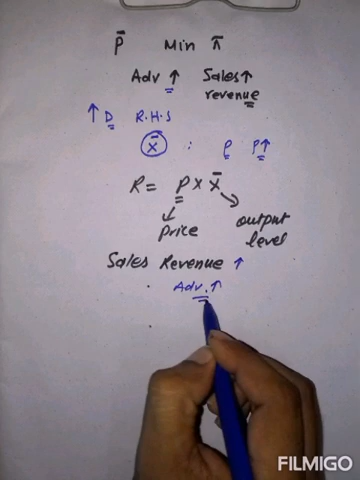 P̄ Min π̄
Adv ↑ Sales ↑
revenue
↑ D R.H.S
X̄ : P P↑
R = P x X̄
price output
level
Sales Revenue ↑
Adv. ↑
FILMIGO